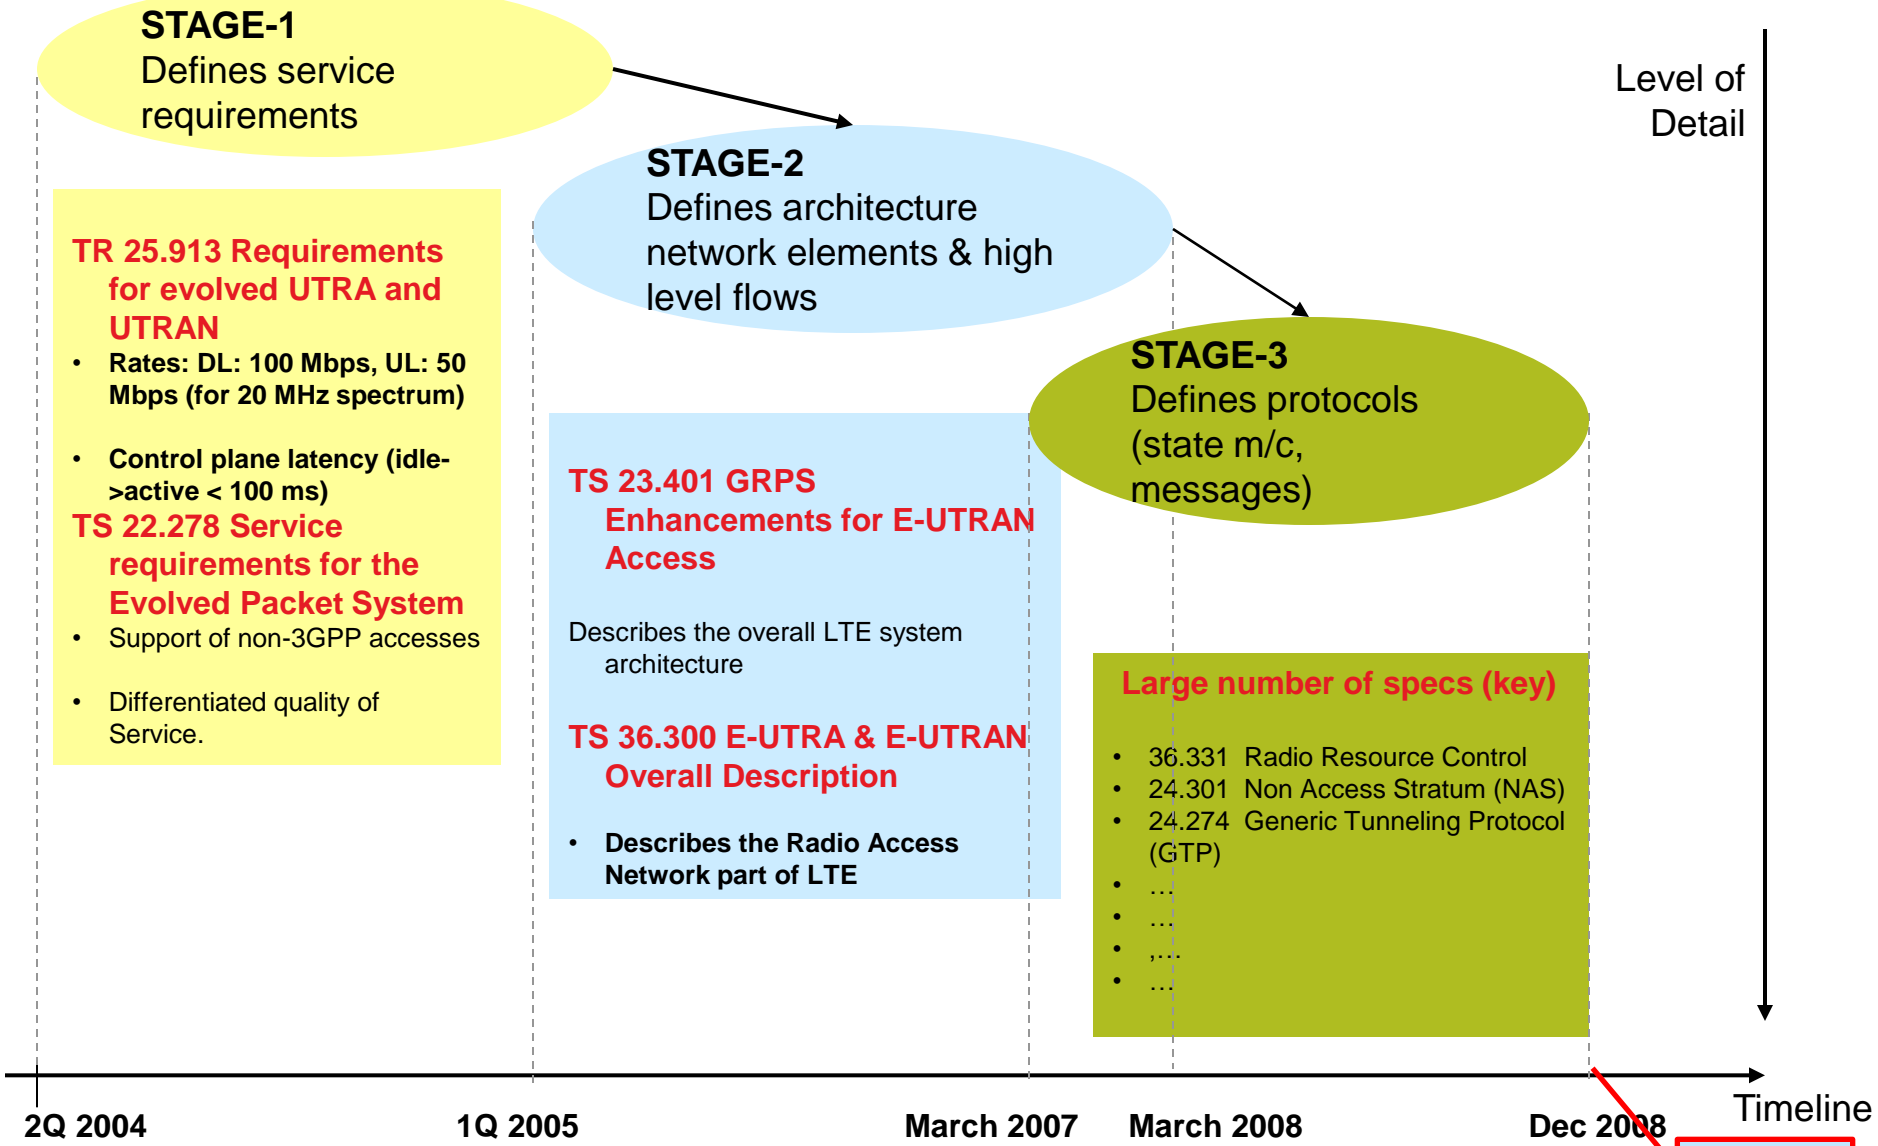 STAGE-1
Defines service
requirements
Level of
Detail
STAGE-2
Defines architecture
network elements & high
level flows
TR 25.913 Requirements
for evolved UTRA and
UTRAN
• Rates: DL: 100 Mbps, UL: 50
Mbps (for 20 MHz spectrum)
• Control plane latency (idle-
>active < 100 ms)
TS 22.278 Service
requirements for the
Evolved Packet System
• Support of non-3GPP accesses
• Differentiated quality of
Service.
STAGE-3
Defines protocols
(state m/c,
messages)
TS 23.401 GRPS
Enhancements for E-UTRAN
Access
Describes the overall LTE system
architecture
TS 36.300 E-UTRA & E-UTRAN
Overall Description
• Describes the Radio Access
Network part of LTE
Large number of specs (key)
• 36.331 Radio Resource Control
• 24.301 Non Access Stratum (NAS)
• 24.274 Generic Tunneling Protocol
(GTP)
• …
• …
• ,…
• …
2Q 2004
1Q 2005
March 2007
March 2008
Dec 2008
Timeline